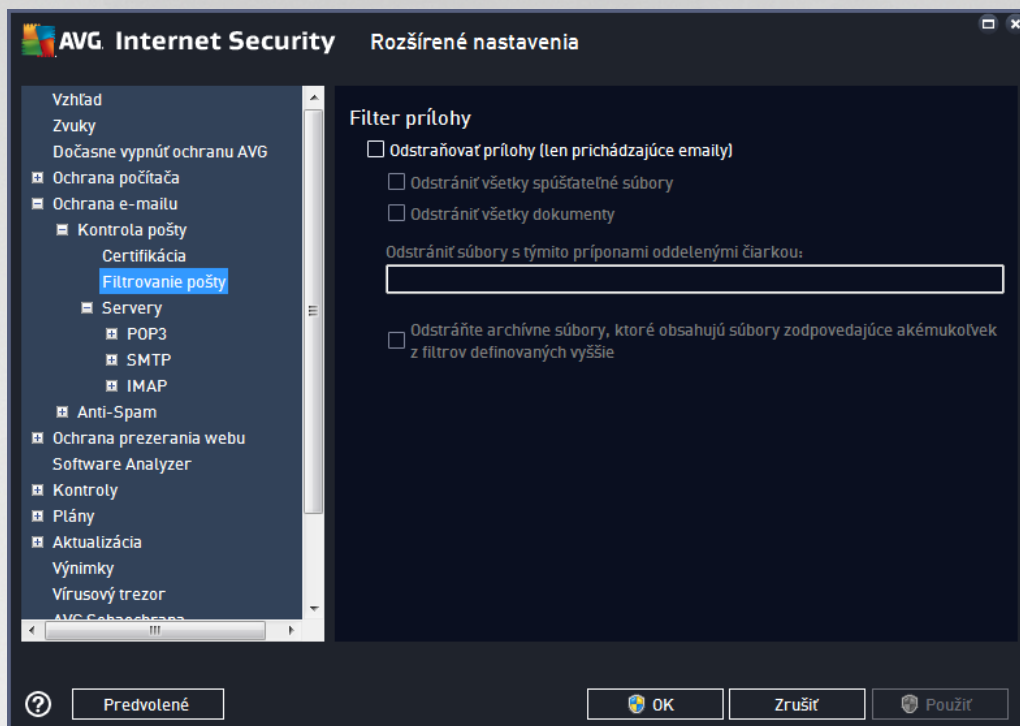 AVG. Internet Security Rozšírené nastavenia
Vzhľad
Zvuky
Dočasne vypnúť ochranu AVG
Ochrana počítača
Ochrana e-mailu
Kontrola pošty
Certifikácia
Filtrovanie pošty
Servery
POP3
SMTP
IMAP
Anti-Spam
Ochrana prezerania webu
Software Analyzer
Kontroly
Plány
Aktualizácia
Výnimky
Vírusový trezor
AVG Sebaochrana
Filter prílohy
Odstraňovať prílohy (len prichádzajúce emaily)
Odstrániť všetky spúšťateľné súbory
Odstrániť všetky dokumenty
Odstrániť súbory s týmito príponami oddelenými čiarkou:
Odstráňte archívne súbory, ktoré obsahujú súbory zodpovedajúce akémukoľvek
z filtrov definovaných vyššie
Predvolené
OK
Zrušiť
Použiť